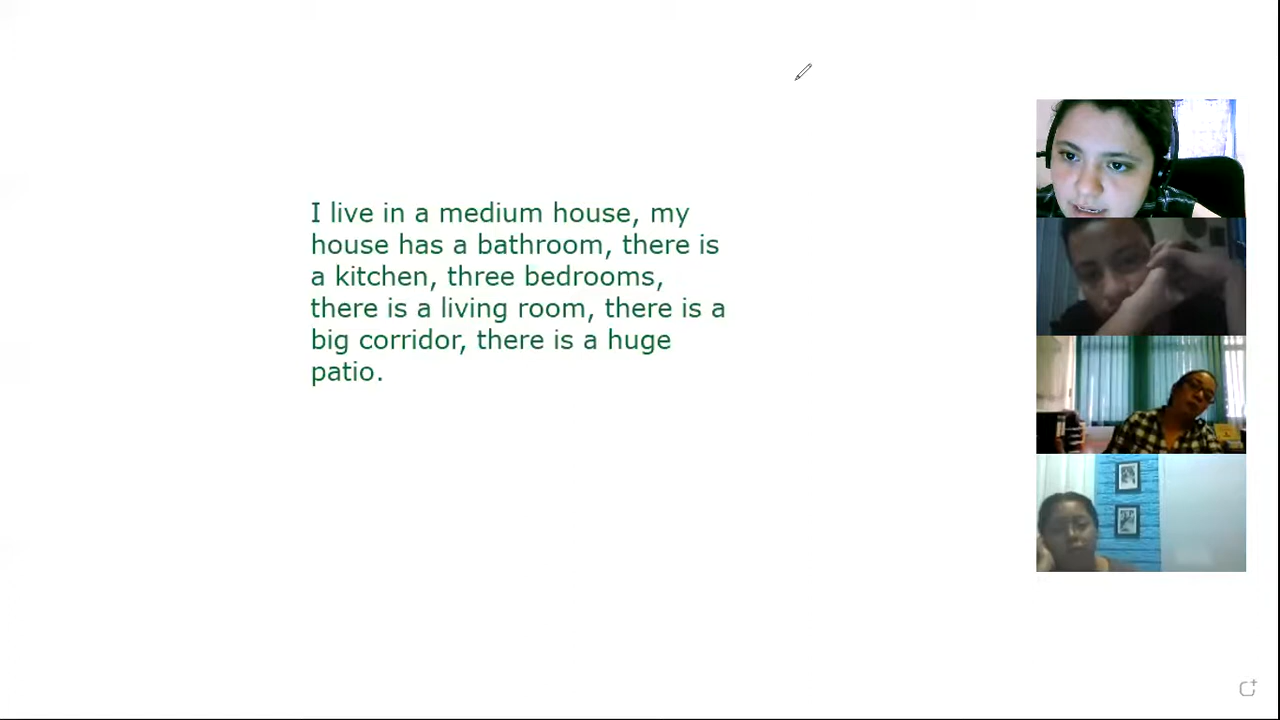 I live in a medium house, my
house has a bathroom, there is
a kitchen, three bedrooms,
there is a living room, there is a
big corridor, there is a huge
patio.